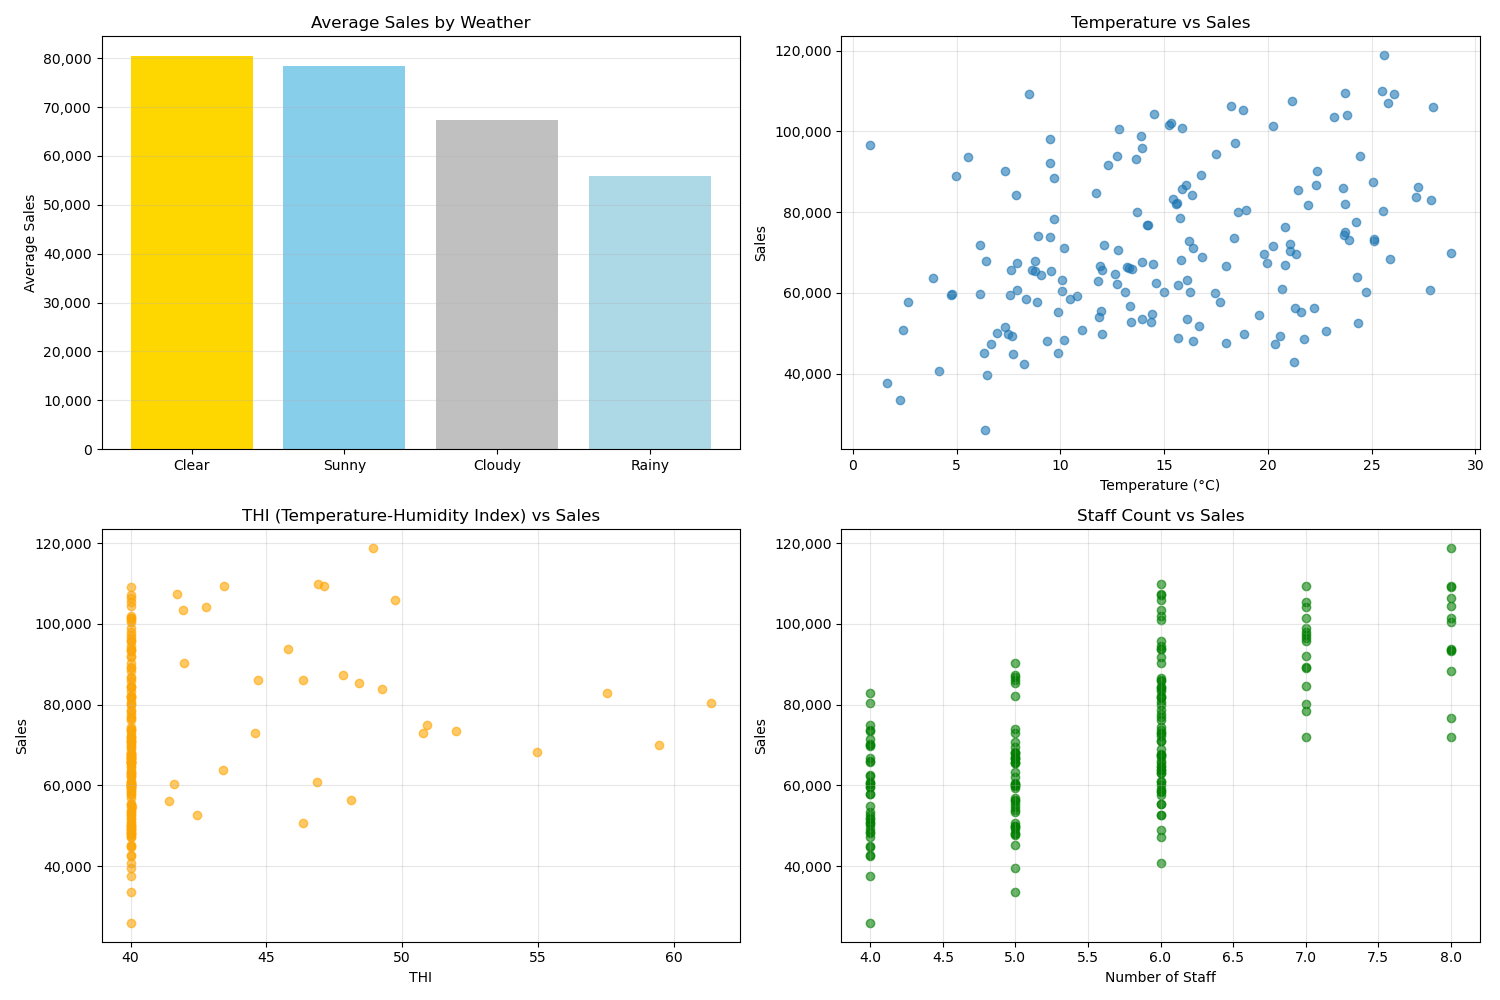 Average Sales by Weather
Average Sales
80,000
70,000
60,000
50,000
40,000
30,000
20,000
10,000
0
Clear Sunny Cloudy Rainy
Temperature vs Sales
Sales
120,000
100,000
80,000
60,000
40,000
0 5 10 15 20 25 30
Temperature (°C)
THI (Temperature-Humidity Index) vs Sales
Sales
120,000
100,000
80,000
60,000
40,000
40 45 50 55 60
THI
Staff Count vs Sales
Sales
120,000
100,000
80,000
60,000
40,000
4.0 4.5 5.0 5.5 6.0 6.5 7.0 7.5 8.0
Number of Staff